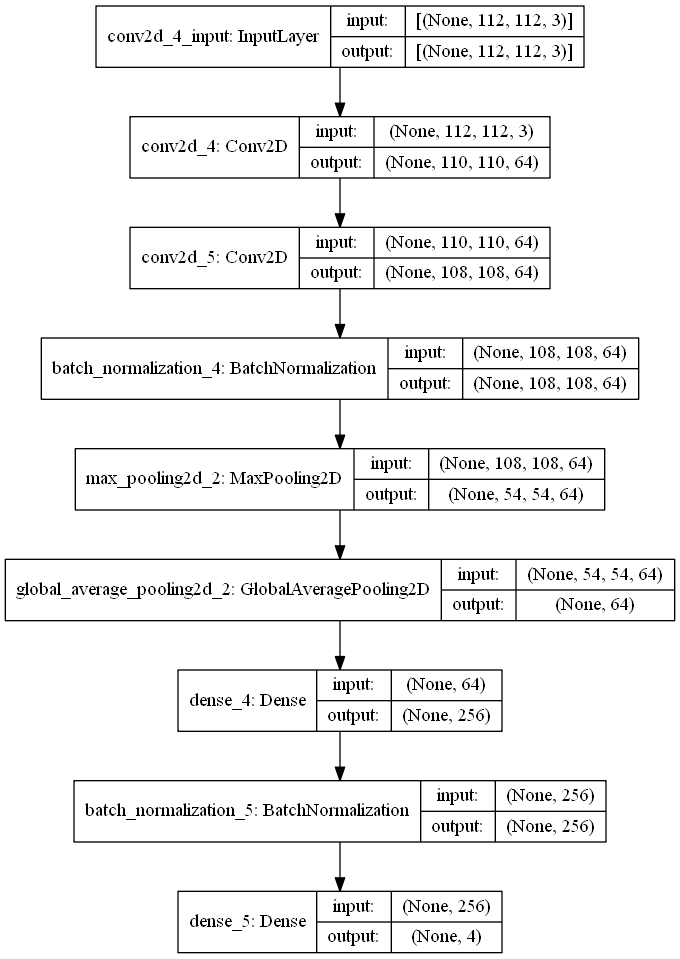 conv2d_4_input: InputLayer
input: [(None, 112, 112, 3)]
output: [(None, 112, 112, 3)]
conv2d_4: Conv2D
input: (None, 112, 112, 3)
output: (None, 110, 110, 64)
conv2d_5: Conv2D
input: (None, 110, 110, 64)
output: (None, 108, 108, 64)
batch_normalization_4: BatchNormalization
input: (None, 108, 108, 64)
output: (None, 108, 108, 64)
max_pooling2d_2: MaxPooling2D
input: (None, 108, 108, 64)
output: (None, 54, 54, 64)
global_average_pooling2d_2: GlobalAveragePooling2D
input: (None, 54, 54, 64)
output: (None, 64)
dense_4: Dense
input: (None, 64)
output: (None, 256)
batch_normalization_5: BatchNormalization
input: (None, 256)
output: (None, 256)
dense_5: Dense
input: (None, 256)
output: (None, 4)